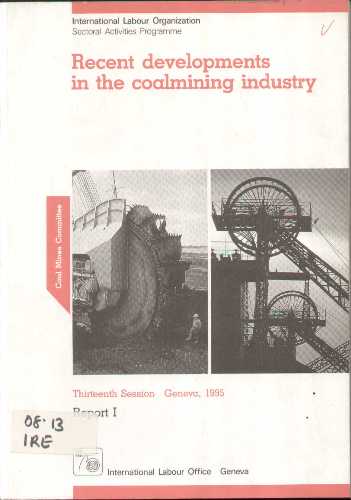 International Labour Organization
Sectoral Activities Programme
Recent developments
in the coalmining industry
Coal Mines Committee
Thirteenth Session Geneva, 1995
Report I
08·13
IRE
International Labour Office Geneva